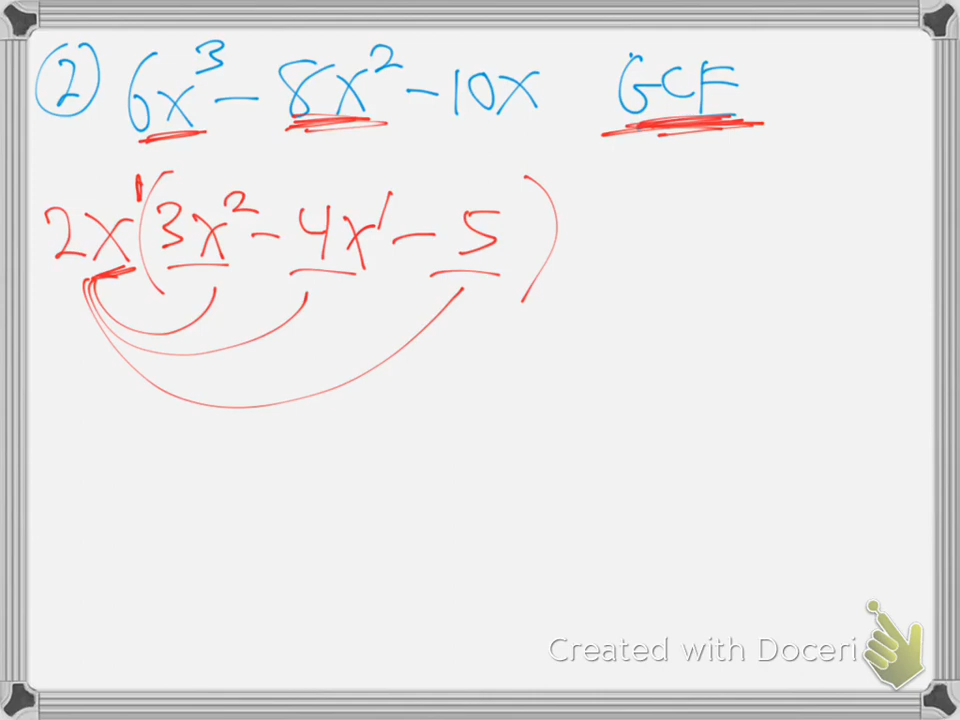 ② 6x³ - 8x² - 10x GCF
2x¹(3x² - 4x¹ - 5)
Created with Doceri